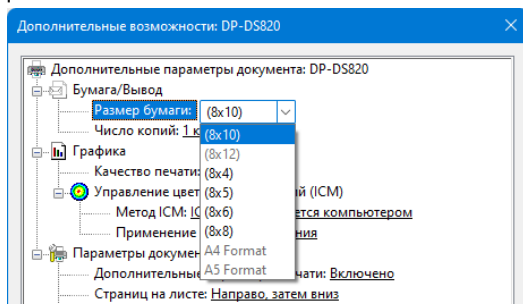 Дополнительные возможности: DP-DS820
Дополнительные параметры документа: DP-DS820
Бумага/Вывод
Размер бумаги: (8x10)
Число копий: 1 к
(8x10)
Графика
(8x12)
Качество печати:
(8x4)
Управление цвет
(8x5)
й (ICM)
Метод ICM:
(8x6)
ется компьютером
Применение
(8x8)
ния
Параметры докумен
A4 Format
Дополнительные
A5 Format
чати: Включено
Страниц на листе: Направо, затем вниз